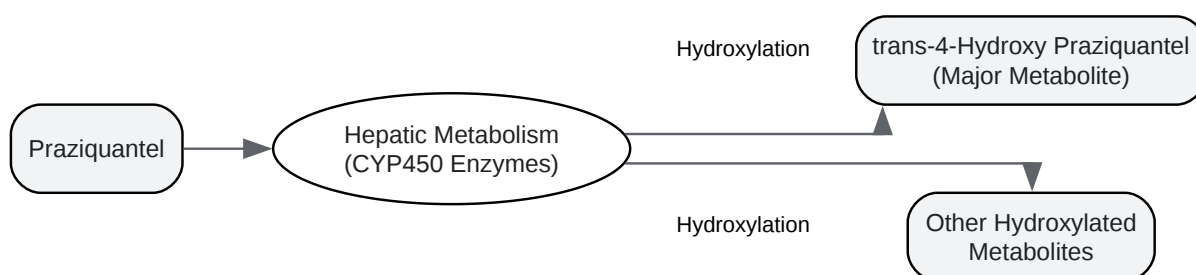 Praziquantel
Hepatic Metabolism
(CYP450 Enzymes)
Hydroxylation
trans-4-Hydroxy Praziquantel
(Major Metabolite)
Hydroxylation
Other Hydroxylated
Metabolites